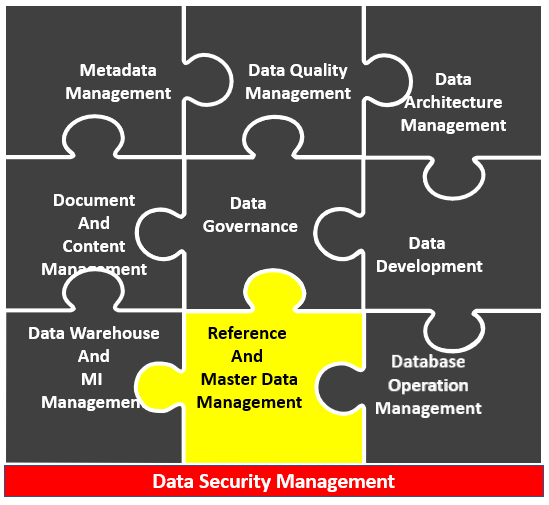 Metadata
Management
Data Quality
Management
Data
Architecture
Management
Document
And
Content
Management
Data
Governance
Data
Development
Data Warehouse
And
MI
Management
Reference
And
Master Data
Management
Database
Operation
Management
Data Security Management